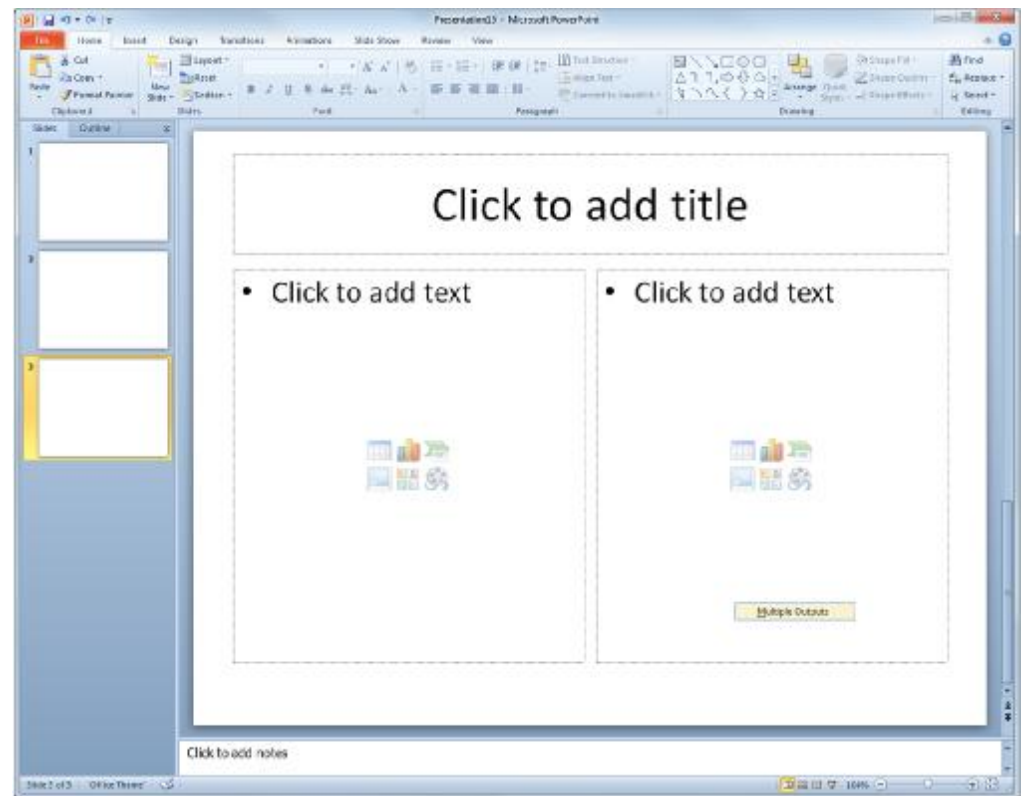 Presentation13 - Microsoft PowerPoint
File Home Insert Design Transitions Animations Slide Show Review View
Cut
Copy
Format Painter
Paste
Clipboard
New
Slide
Layout
Reset
Section
Slides
Font
Text Direction
Align Text
Convert to SmartArt
Paragraph
Arrange
Quick
Styles
Shape Fill
Shape Outline
Shape Effects
Drawing
Find
Replace
Select
Editing
Slides Outline
1
3
Click to add title
• Click to add text
• Click to add text
Multiple Outputs
Click to add notes
Office Theme
104%